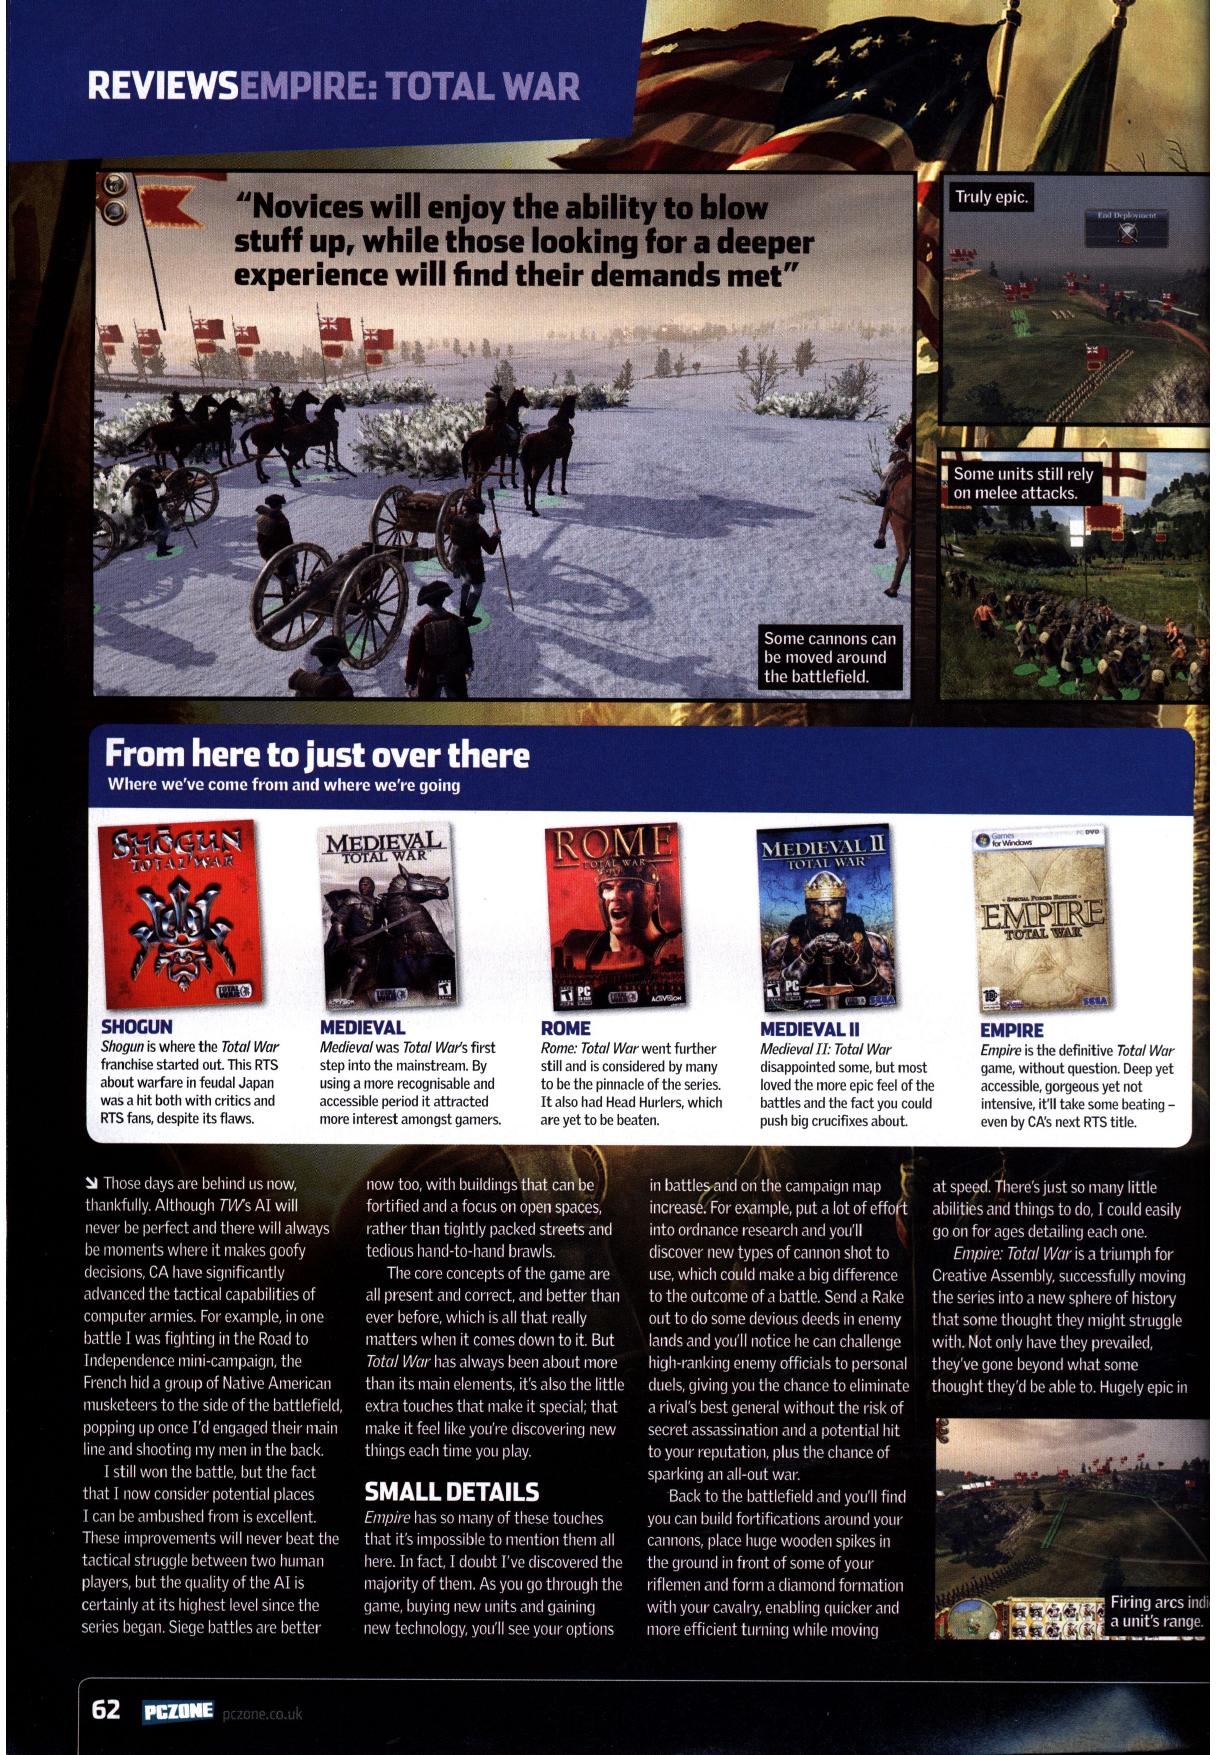 REVIEWS EMPIRE: TOTAL WAR
“Novices will enjoy the ability to blow
stuff up, while those looking for a deeper
experience will find their demands met”
Some cannons can
be moved around
the battlefield.
Truly epic.
End Deployment
Some units still rely
on melee attacks.
From here to just over there
Where we've come from and where we're going
SHOGUN
TOTAL WAR
TOTAL WAR
SHOGUN
Shogun is where the Total War
franchise started out. This RTS
about warfare in feudal Japan
was a hit both with critics and
RTS fans, despite its flaws.
MEDIEVAL
TOTAL WAR
ACTIVISION
MEDIEVAL
Medieval was Total War's first
step into the mainstream. By
using a more recognisable and
accessible period it attracted
more interest amongst gamers.
ROME
TOTAL WAR
PC
ACTIVISION
ROME
Rome: Total War went further
still and is considered by many
to be the pinnacle of the series.
It also had Head Hurlers, which
are yet to be beaten.
MEDIEVAL II
TOTAL WAR
PC
SEGA
MEDIEVAL II
Medieval II: Total War
disappointed some, but most
loved the more epic feel of the
battles and the fact you could
push big crucifixes about.
Games
for Windows
PC DVD
SPECIAL FORCES EDITION
EMPIRE
TOTAL WAR
SEGA
EMPIRE
Empire is the definitive Total War
game, without question. Deep yet
accessible, gorgeous yet not
intensive, it'll take some beating –
even by CA's next RTS title.
Those days are behind us now,
thankfully. Although TW's AI will
never be perfect and there will always
be moments where it makes goofy
decisions, CA have significantly
advanced the tactical capabilities of
computer armies. For example, in one
battle I was fighting in the Road to
Independence mini-campaign, the
French hid a group of Native American
musketeers to the side of the battlefield,
popping up once I'd engaged their main
line and shooting my men in the back.
I still won the battle, but the fact
that I now consider potential places
I can be ambushed from is excellent.
These improvements will never beat the
tactical struggle between two human
players, but the quality of the AI is
certainly at its highest level since the
series began. Siege battles are better
now too, with buildings that can be
fortified and a focus on open spaces,
rather than tightly packed streets and
tedious hand-to-hand brawls.
The core concepts of the game are
all present and correct, and better than
ever before, which is all that really
matters when it comes down to it. But
Total War has always been about more
than its main elements, it's also the little
extra touches that make it special; that
make it feel like you're discovering new
things each time you play.
SMALL DETAILS
Empire has so many of these touches
that it's impossible to mention them all
here. In fact, I doubt I've discovered the
majority of them. As you go through the
game, buying new units and gaining
new technology, you'll see your options
in battles and on the campaign map
increase. For example, put a lot of effort
into ordnance research and you'll
discover new types of cannon shot to
use, which could make a big difference
to the outcome of a battle. Send a Rake
out to do some devious deeds in enemy
lands and you'll notice he can challenge
high-ranking enemy officials to personal
duels, giving you the chance to eliminate
a rival's best general without the risk of
secret assassination and a potential hit
to your reputation, plus the chance of
sparking an all-out war.
Back to the battlefield and you'll find
you can build fortifications around your
cannons, place huge wooden spikes in
the ground in front of some of your
riflemen and form a diamond formation
with your cavalry, enabling quicker and
more efficient turning while moving
at speed. There's just so many little
abilities and things to do, I could easily
go on for ages detailing each one.
Empire: Total War is a triumph for
Creative Assembly, successfully moving
the series into a new sphere of history
that some thought they might struggle
with. Not only have they prevailed,
they've gone beyond what some
thought they'd be able to. Hugely epic in
Firing arcs indi
a unit's range.
62 PCZONE pczone.co.uk